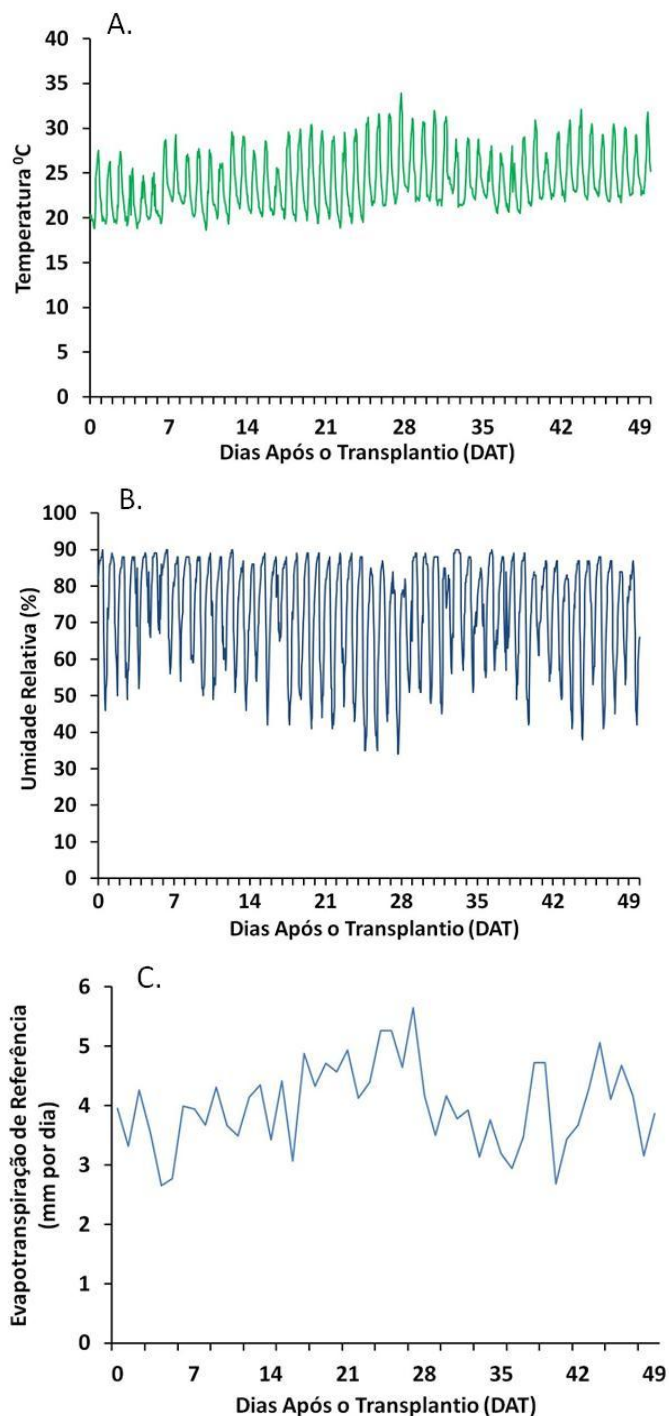 A.
40
35
30
25
20
15
10
5
0
Temperatura ⁰C
0 7 14 21 28 35 42 49
Dias Após o Transplantio (DAT)
B.
100
90
80
70
60
50
40
30
20
10
0
Umidade Relativa (%)
0 7 14 21 28 35 42 49
Dias Após o Transplantio (DAT)
C.
6
5
4
3
2
1
0
Evapotranspiração de Referência
(mm por dia)
0 7 14 21 28 35 42 49
Dias Após o Transplantio (DAT)